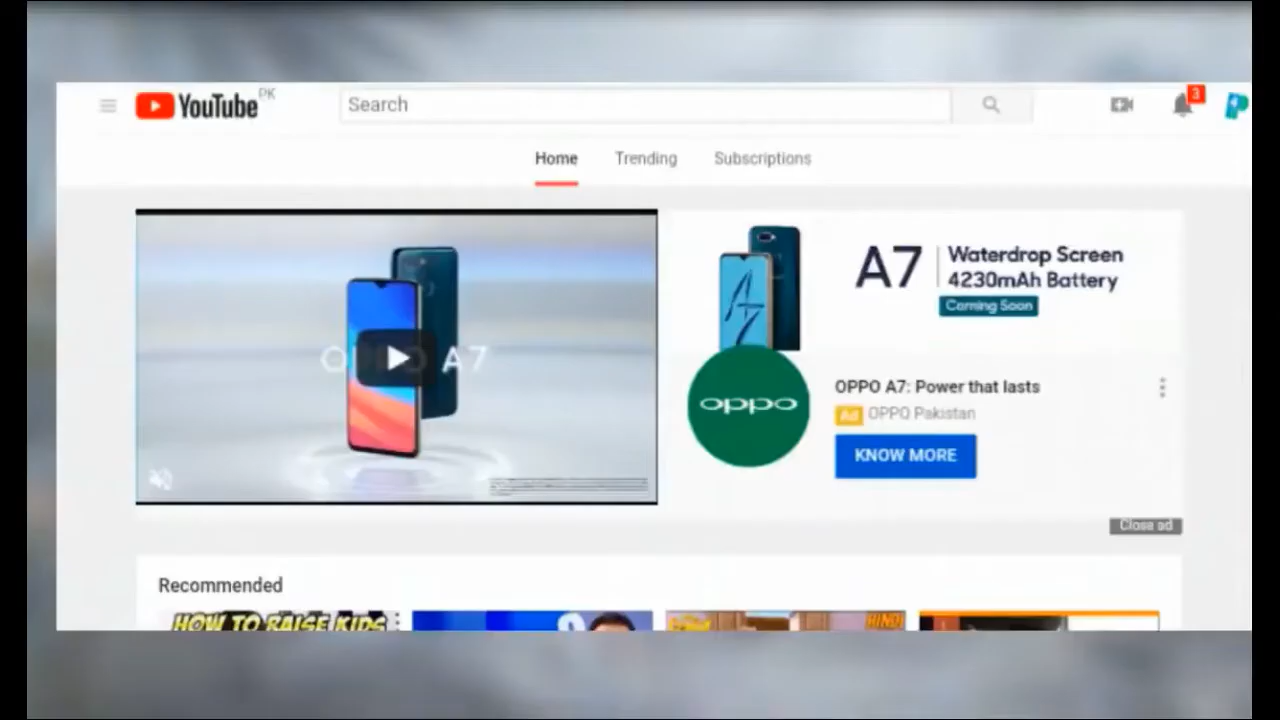 YouTube PK
Search
3
Home Trending Subscriptions
OPPO A7
A7
A7
Waterdrop Screen
4230mAh Battery
Coming Soon
oppo
OPPO A7: Power that lasts
Ad OPPO Pakistan
KNOW MORE
Close ad
Recommended
HOW TO RAISE KIDS
HINDI